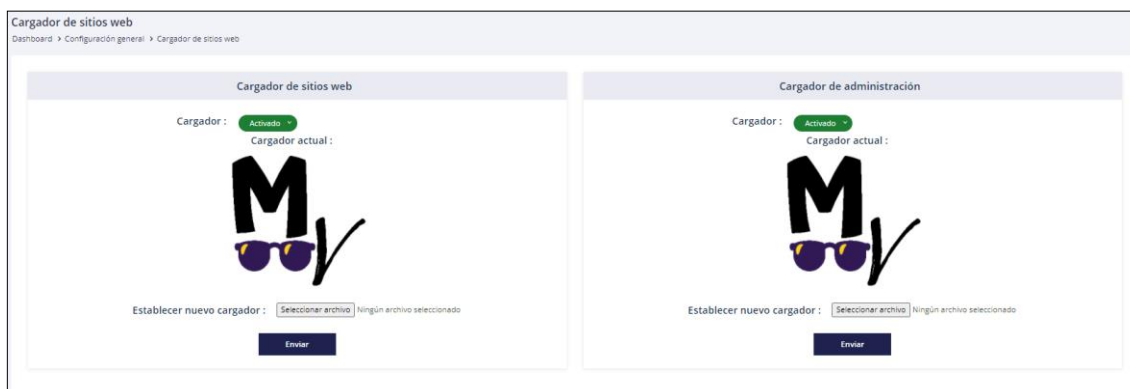 Cargador de sitios web
Dashboard > Configuración general > Cargador de sitios web
Cargador de sitios web
Cargador :
Activado
Cargador actual :
MV
Establecer nuevo cargador :
Seleccionar archivo Ningún archivo seleccionado
Enviar
Cargador de administración
Cargador :
Activado
Cargador actual :
MV
Establecer nuevo cargador :
Seleccionar archivo Ningún archivo seleccionado
Enviar